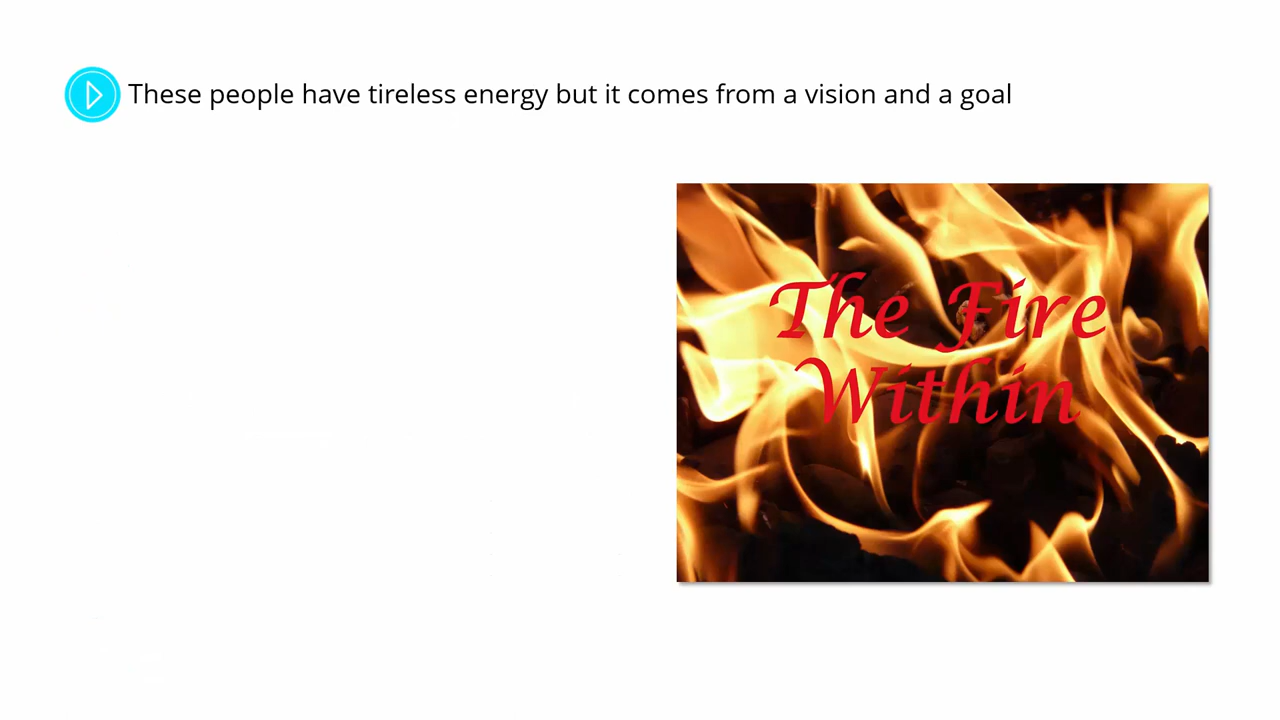 These people have tireless energy but it comes from a vision and a goal
The Fire
Within